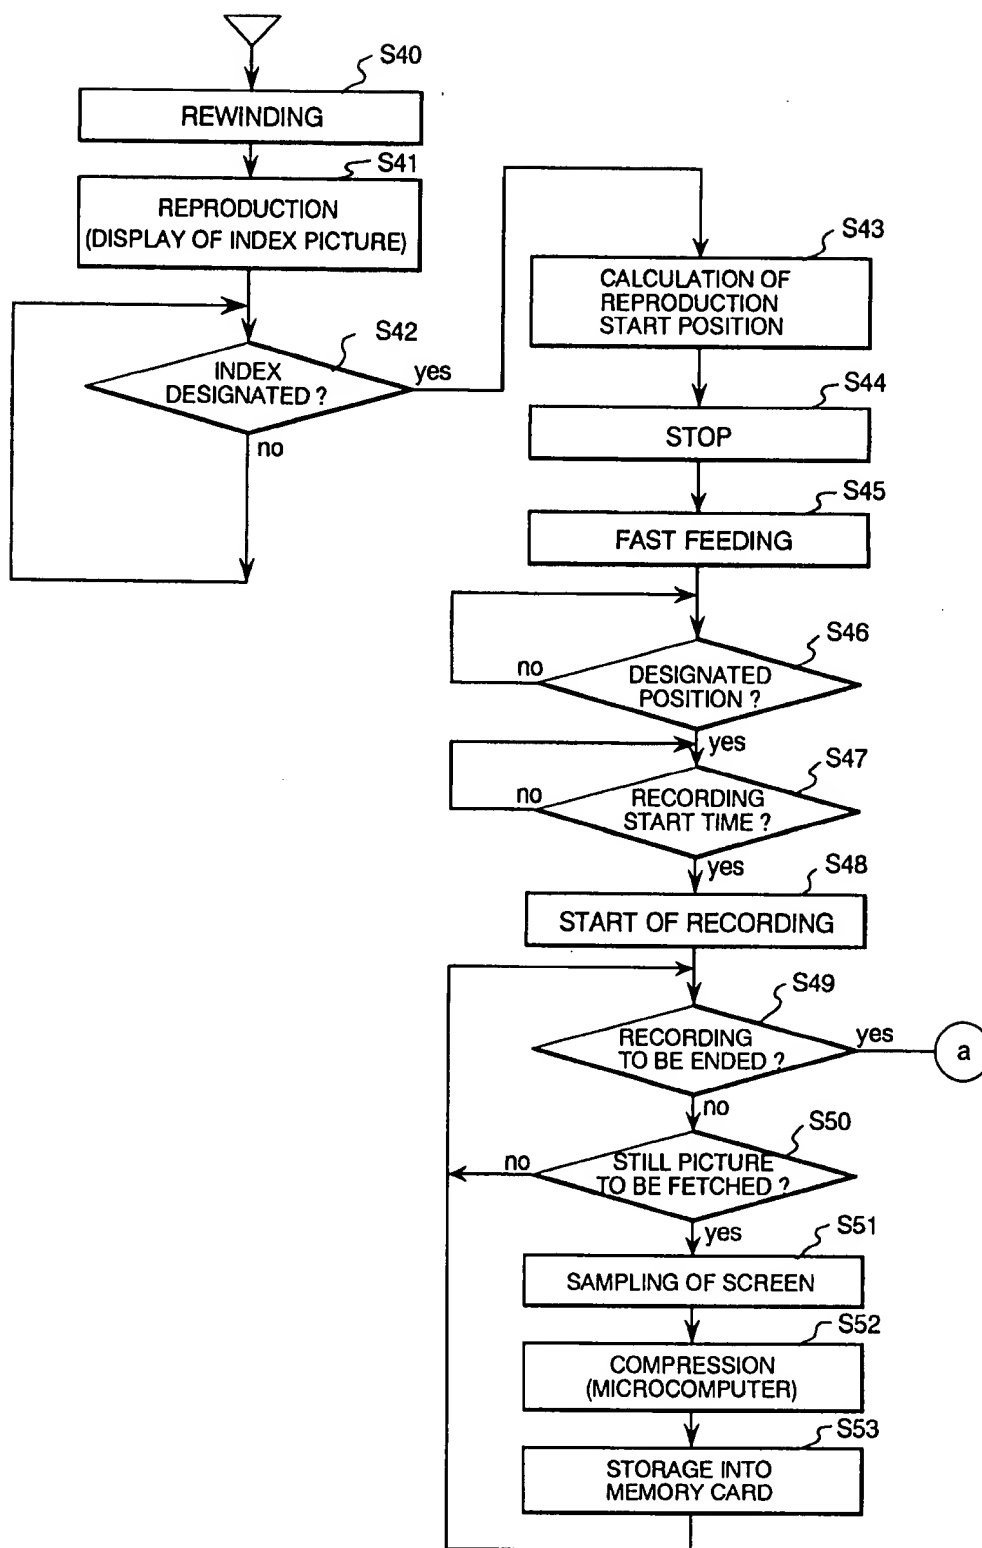 S40
REWINDING
S41
REPRODUCTION
(DISPLAY OF INDEX PICTURE)
S42
INDEX
DESIGNATED ?
yes
no
S43
CALCULATION OF
REPRODUCTION
START POSITION
S44
STOP
S45
FAST FEEDING
S46
DESIGNATED
POSITION ?
no
yes
S47
RECORDING
START TIME ?
no
yes
S48
START OF RECORDING
S49
RECORDING
TO BE ENDED ?
yes
a
no
S50
STILL PICTURE
TO BE FETCHED ?
no
yes
S51
SAMPLING OF SCREEN
S52
COMPRESSION
(MICROCOMPUTER)
S53
STORAGE INTO
MEMORY CARD